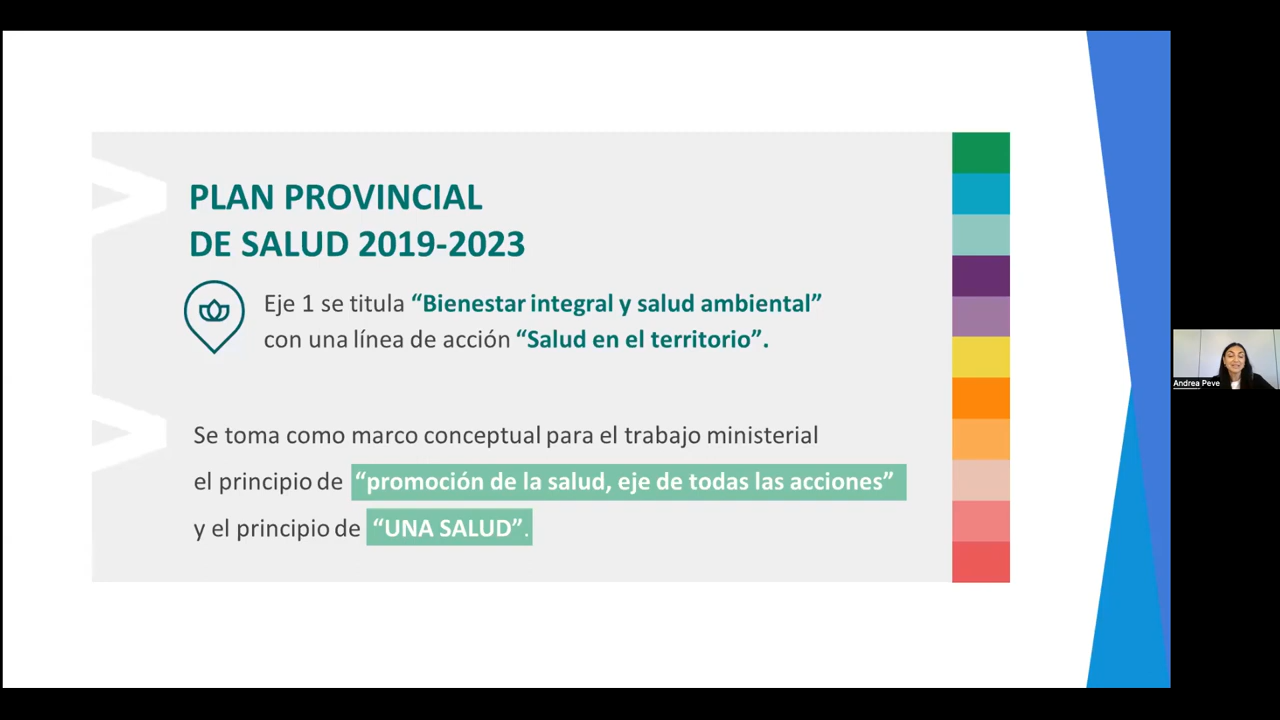 PLAN PROVINCIAL
DE SALUD 2019-2023
Eje 1 se titula “Bienestar integral y salud ambiental”
con una línea de acción “Salud en el territorio”.
Se toma como marco conceptual para el trabajo ministerial
el principio de “promoción de la salud, eje de todas las acciones”
y el principio de “UNA SALUD”.
Andrea Peve